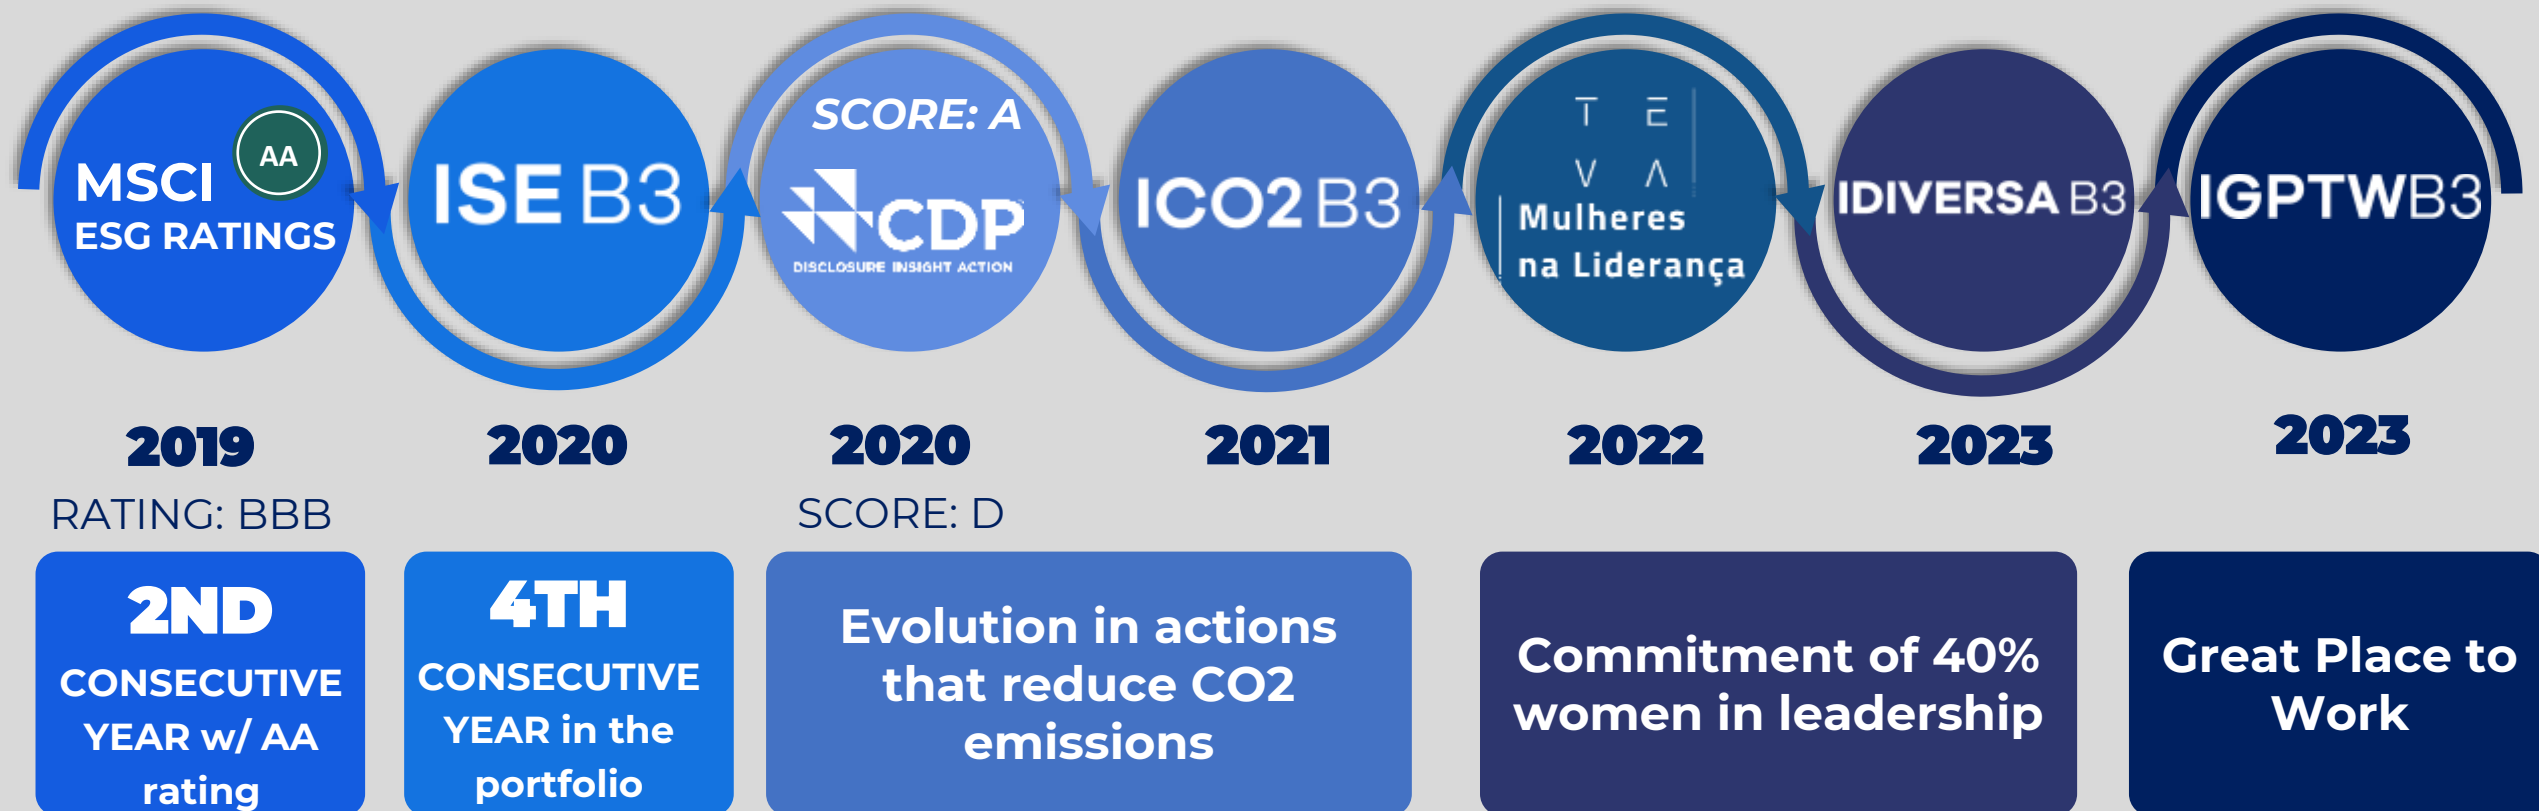 MSCI
AA
ESG RATINGS
ISE B3
SCORE: A
CDP
DISCLOSURE INSIGHT ACTION
ICO2 B3
T E
V A
Mulheres
na Liderança
IDIVERSA B3
IGPTWB3
2019
2020
2020
2021
2022
2023
2023
RATING: BBB
SCORE: D
2ND
CONSECUTIVE
YEAR w/ AA
rating
4TH
CONSECUTIVE
YEAR in the
portfolio
Evolution in actions
that reduce CO2
emissions
Commitment of 40%
women in leadership
Great Place to
Work